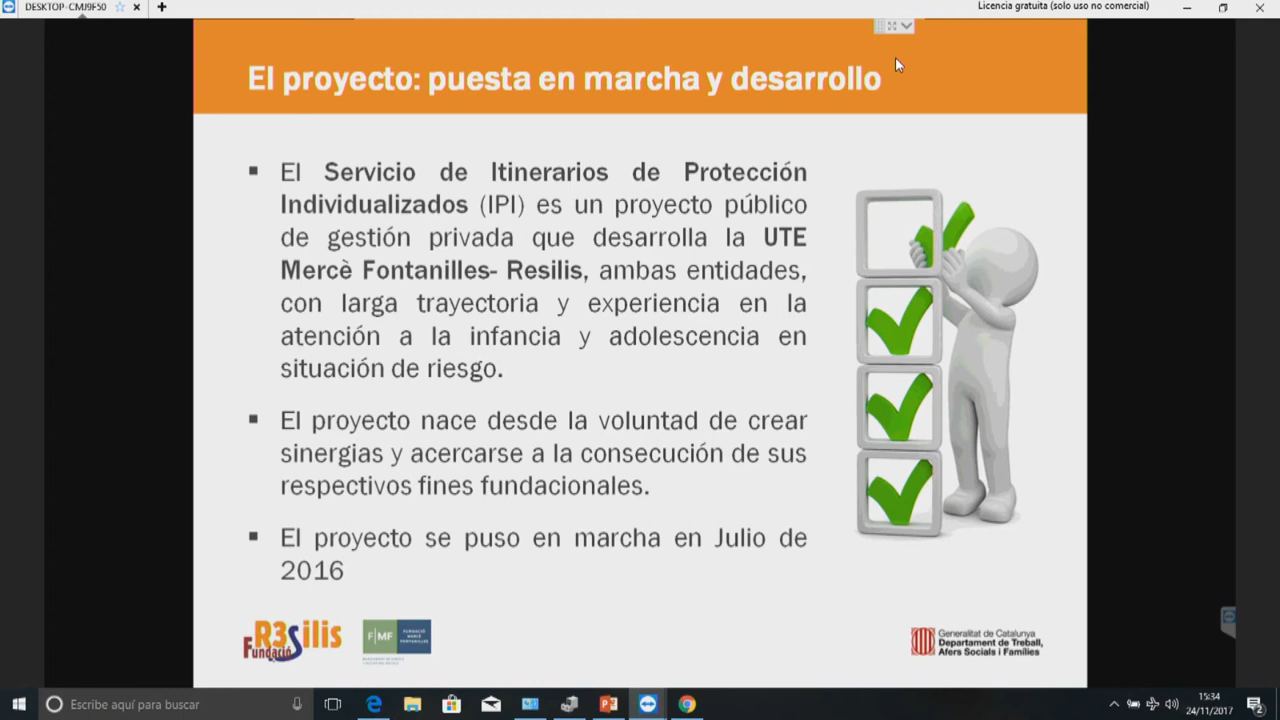 DESKTOP-CMJ9F50
Licencia gratuita (solo uso no comercial)
El proyecto: puesta en marcha y desarrollo
El Servicio de Itinerarios de Protección
Individualizados (IPI) es un proyecto público
de gestión privada que desarrolla la UTE
Mercè Fontanilles- Resilis, ambas entidades,
con larga trayectoria y experiencia en la
atención a la infancia y adolescencia en
situación de riesgo.
El proyecto nace desde la voluntad de crear
sinergias y acercarse a la consecución de sus
respectivos fines fundacionales.
El proyecto se puso en marcha en Julio de
2016
R3Silis
Fundació
F|MF
FUNDACIÓ
MERCÈ
FONTANILLES
Generalitat de Catalunya
Departament de Treball,
Afers Socials i Famílies
Escribe aquí para buscar
15:34
24/11/2017
2